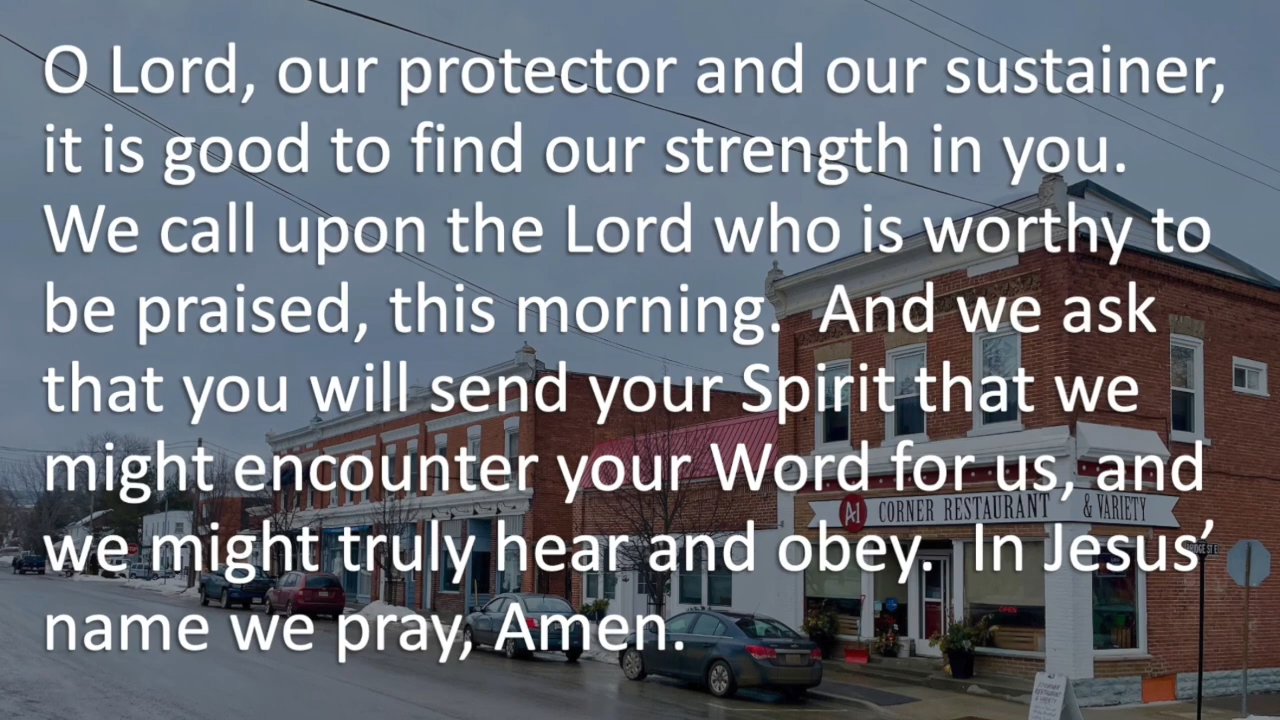 O Lord, our protector and our sustainer,
it is good to find our strength in you.
We call upon the Lord who is worthy to
be praised, this morning.  And we ask
that you will send your Spirit that we
might encounter your Word for us, and
we might truly hear and obey.  In Jesus’
name we pray, Amen.
A1 CORNER RESTAURANT & VARIETY
OPEN